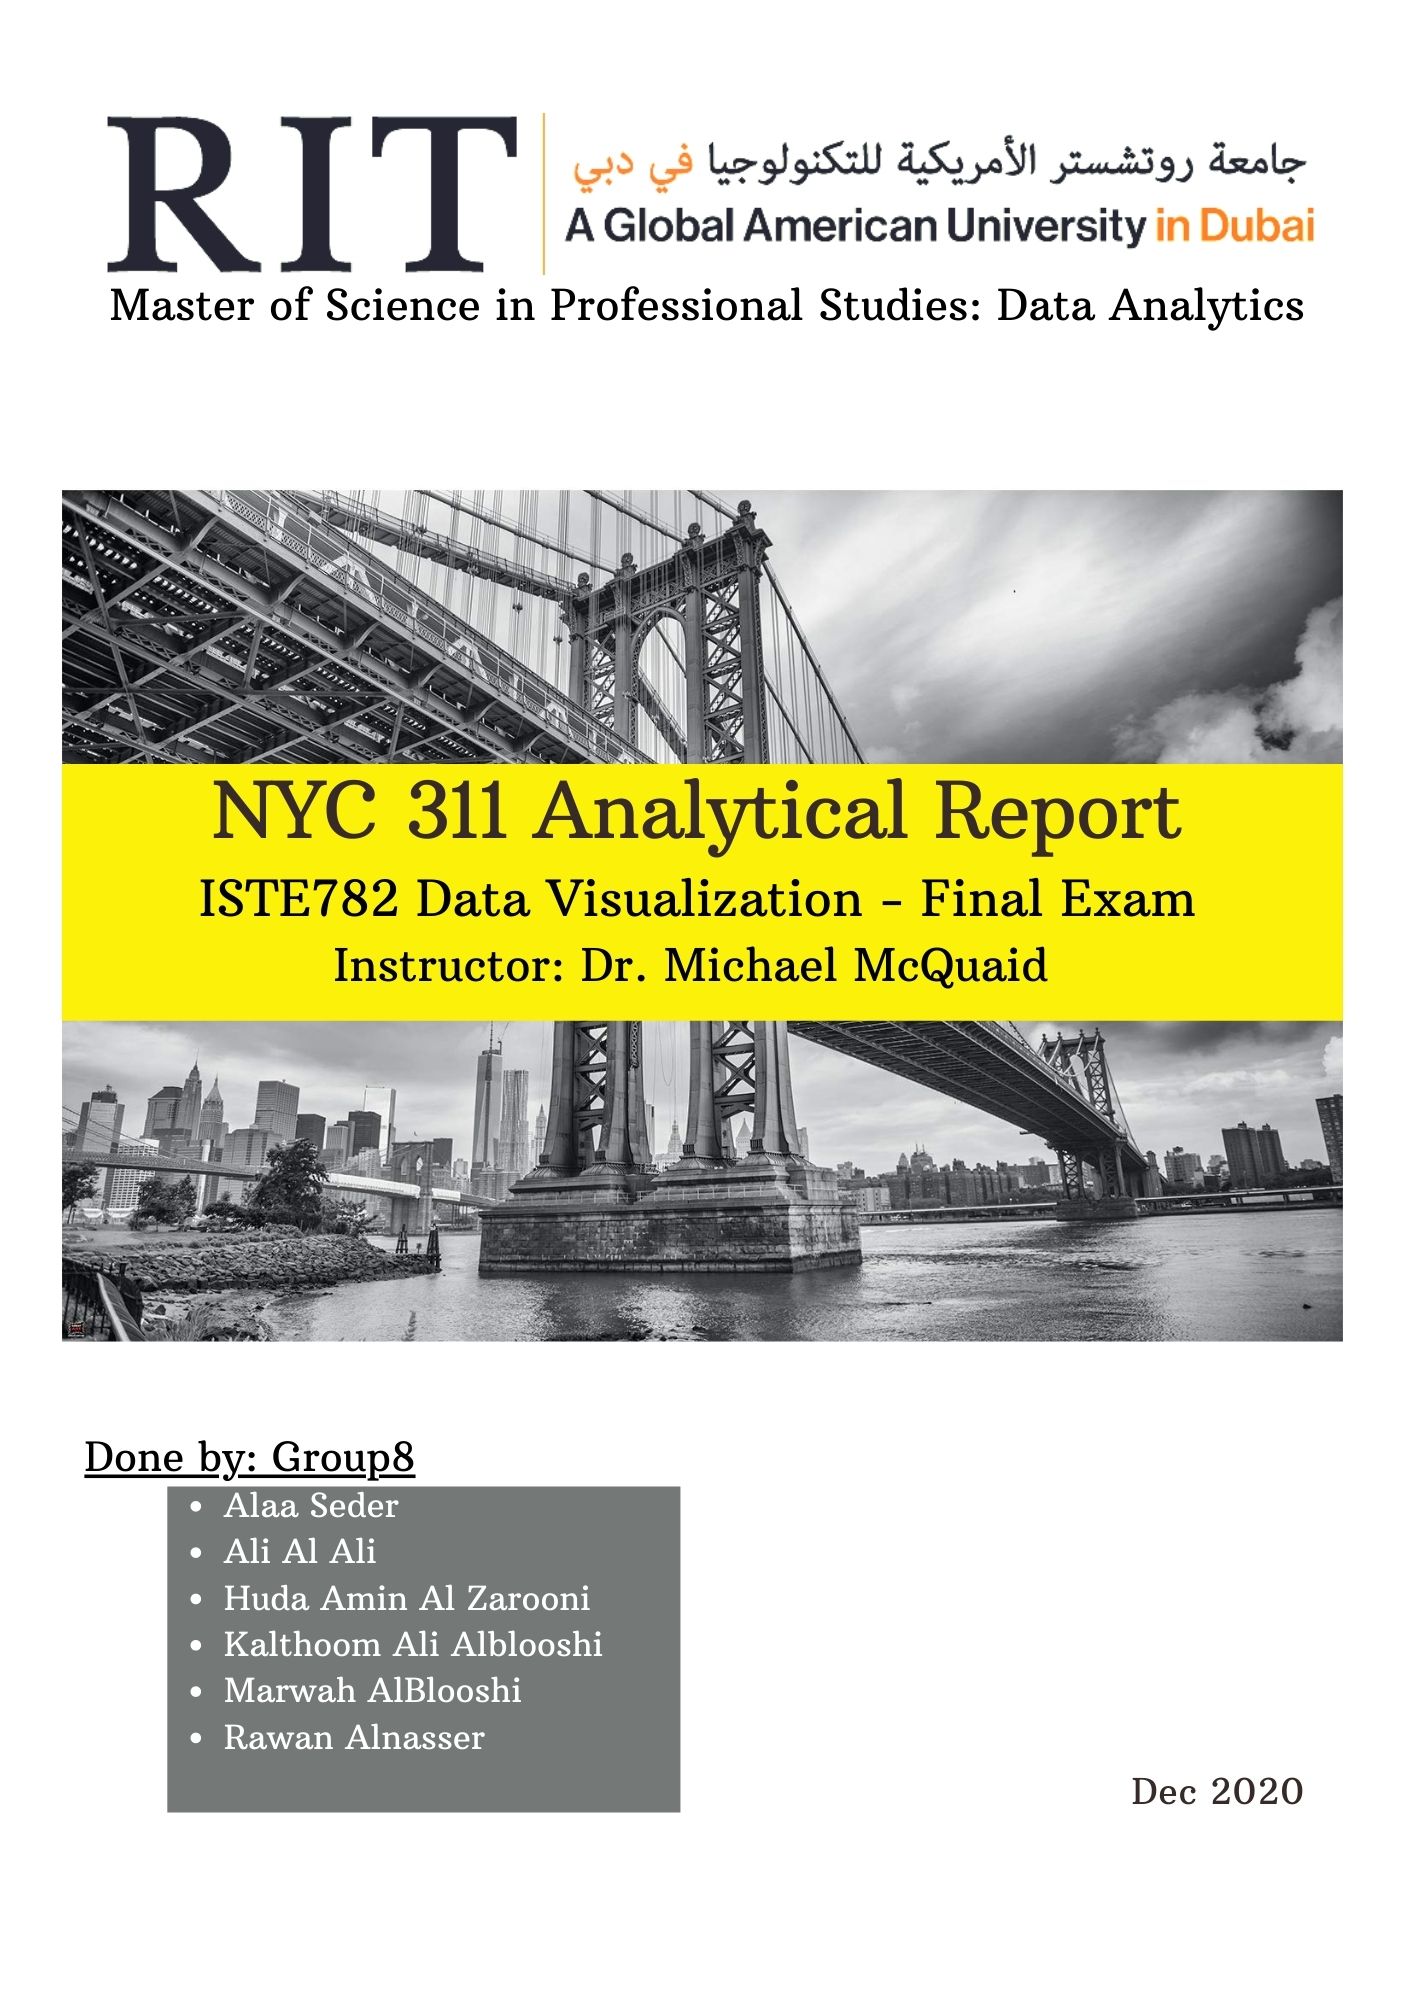 RIT
جامعة روتشستر الأمريكية للتكنولوجيا في دبي
A Global American University in Dubai
Master of Science in Professional Studies: Data Analytics
NYC 311 Analytical Report
ISTE782 Data Visualization - Final Exam
Instructor: Dr. Michael McQuaid
Done by: Group8
• Alaa Seder
• Ali Al Ali
• Huda Amin Al Zarooni
• Kalthoom Ali Alblooshi
• Marwah AlBlooshi
• Rawan Alnasser
Dec 2020